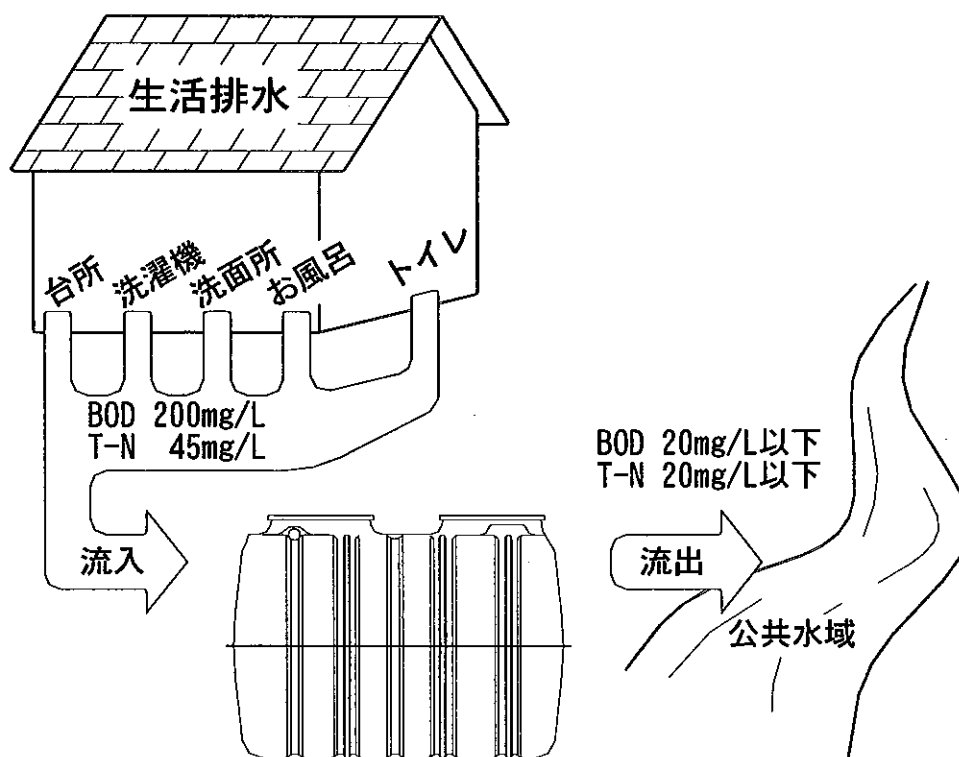 生活排水
台所
洗濯機
洗面所
お風呂
トイレ
BOD 200mg/L
T-N 45mg/L
BOD 20mg/L以下
T-N 20mg/L以下
流入
流出
公共水域